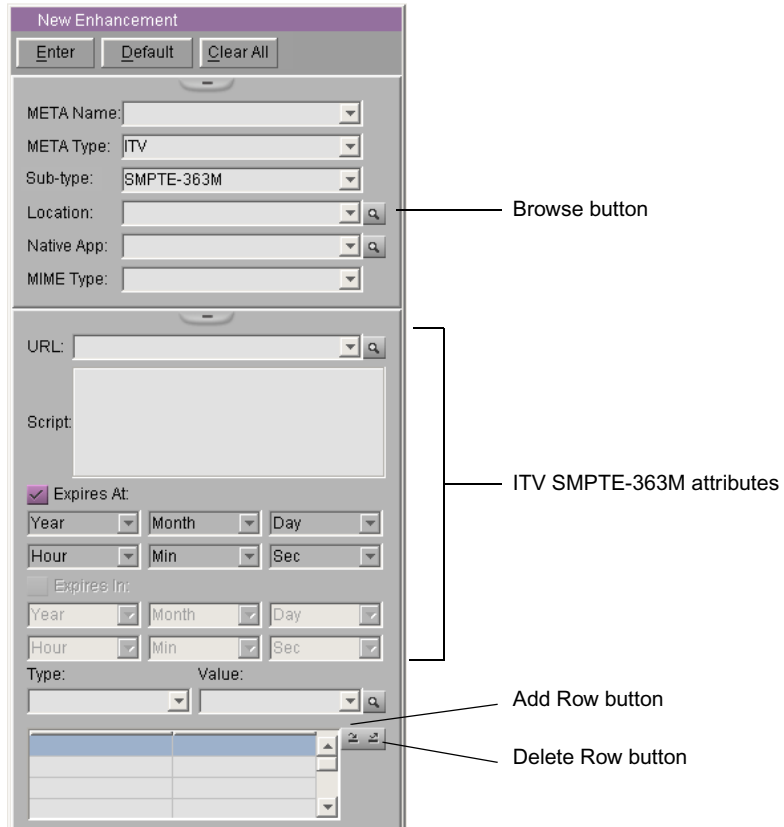 New Enhancement
Enter Default Clear All
META Name:
META Type: ITV
Sub-type: SMPTE-363M
Location:
Browse button
Native App:
MIME Type:
URL:
Script:
ITV SMPTE-363M attributes
Expires At:
Year Month Day
Hour Min Sec
Expires In:
Year Month Day
Hour Min Sec
Type: Value:
Add Row button
Delete Row button